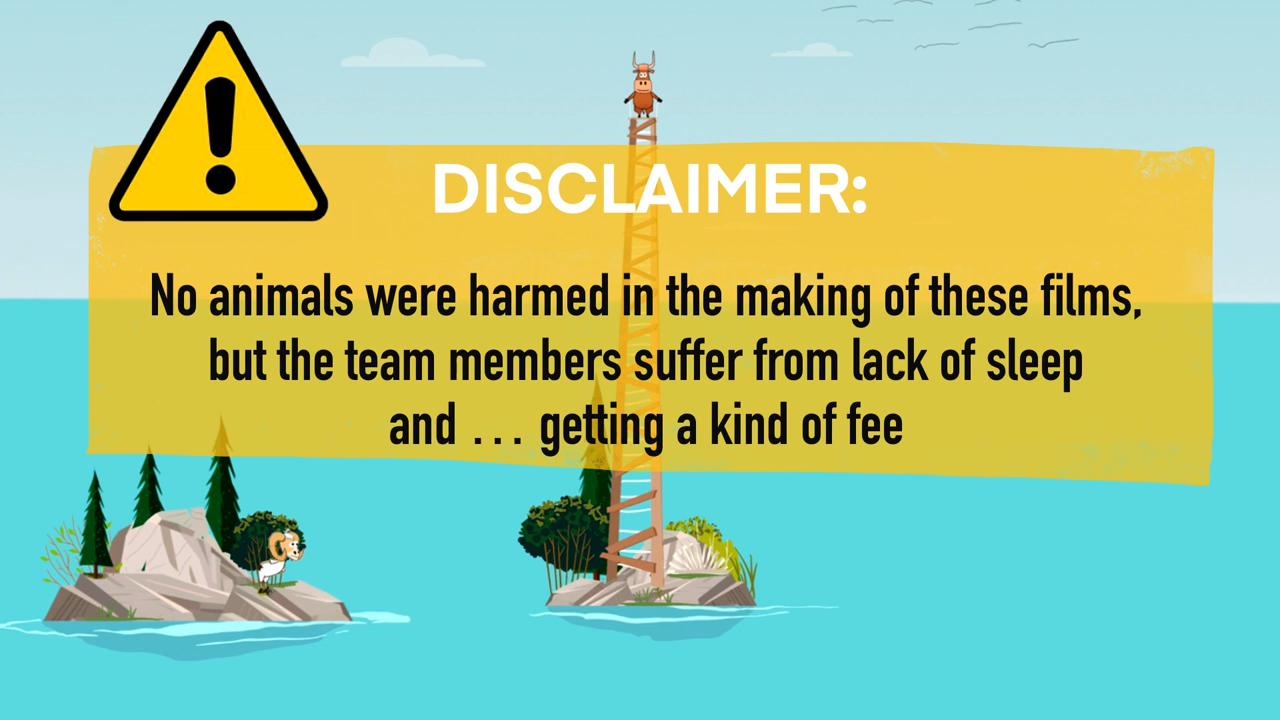 DISCLAIMER:
No animals were harmed in the making of these films,
but the team members suffer from lack of sleep
and ... getting a kind of fee